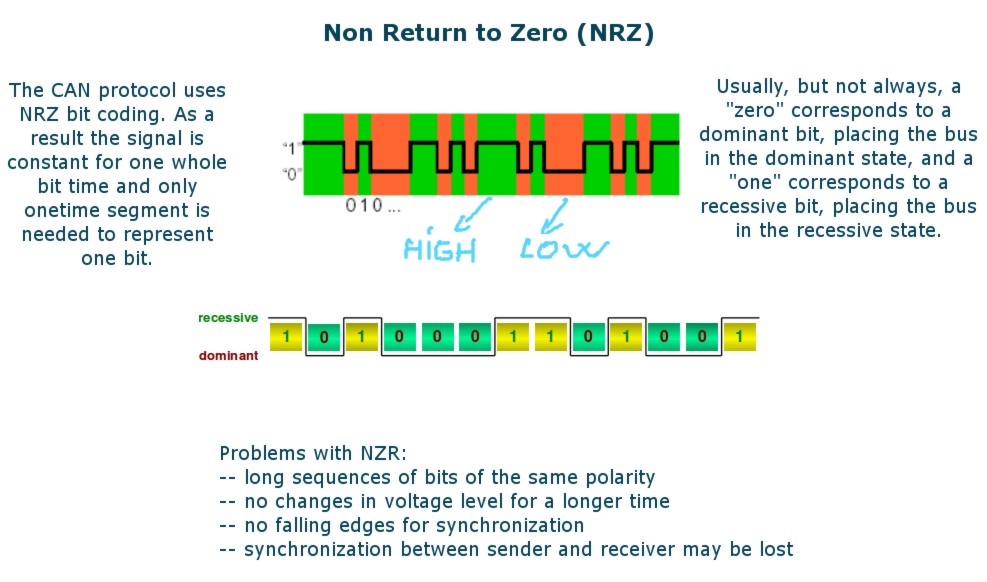 Non Return to Zero (NRZ)
The CAN protocol uses
NRZ bit coding. As a
result the signal is
constant for one whole
bit time and only
onetime segment is
needed to represent
one bit.
"1"
"0"
0 1 0 ...
HIGH LOW
Usually, but not always, a
"zero" corresponds to a
dominant bit, placing the bus
in the dominant state, and a
"one" corresponds to a
recessive bit, placing the bus
in the recessive state.
recessive
1 0 1 0 0 0 1 1 0 1 0 0 1
dominant
Problems with NZR:
-- long sequences of bits of the same polarity
-- no changes in voltage level for a longer time
-- no falling edges for synchronization
-- synchronization between sender and receiver may be lost